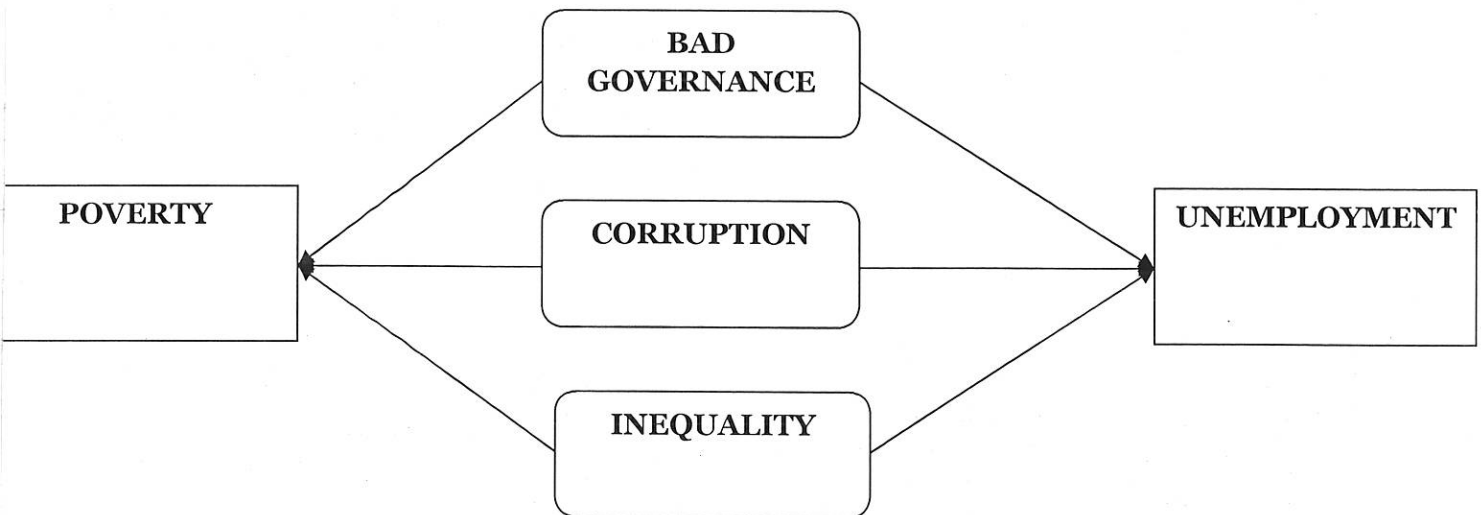 BAD
GOVERNANCE
POVERTY
CORRUPTION
UNEMPLOYMENT
INEQUALITY